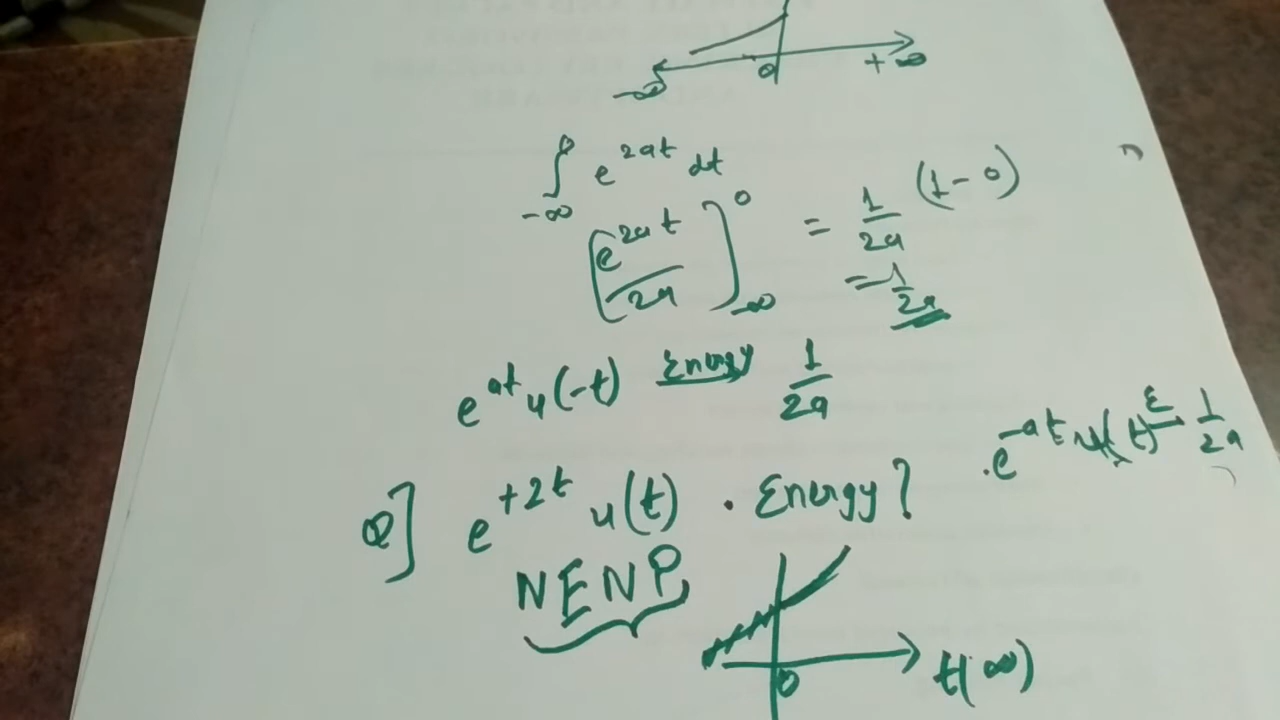 -∞ 0 +∞
∫ e^{2at} dt
0
-∞
[e^{2at}/2a]_{-∞}^{0} = 1/2a (1-0)
= 1/2a
e^{at} u(-t) Energy 1/2a
e^{-at} u(t) E→ 1/2a
Q] e^{+2t} u(t) . Energy?
NENP
0 t(∞)